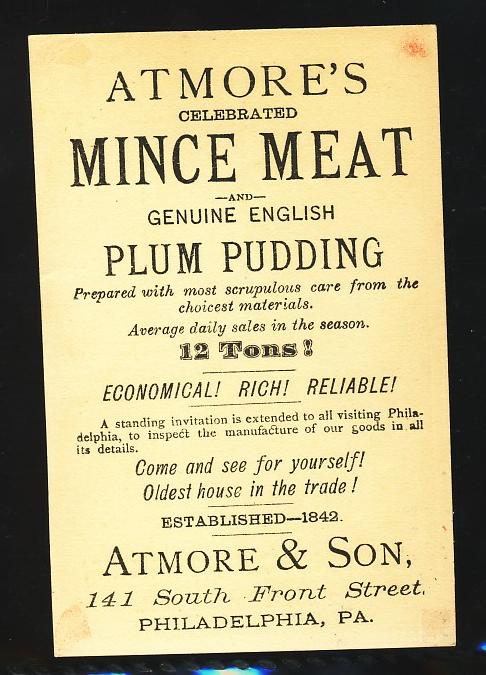 ATMORE'S
CELEBRATED
MINCE MEAT
—AND—
GENUINE ENGLISH
PLUM PUDDING
Prepared with most scrupulous care from the
choicest materials.
Average daily sales in the season.
12 Tons!
ECONOMICAL! RICH! RELIABLE!
A standing invitation is extended to all visiting Phila-
delphia, to inspect the manufacture of our goods in all
its details.
Come and see for yourself!
Oldest house in the trade!
ESTABLISHED—1842.
ATMORE & SON,
141 South Front Street,
PHILADELPHIA, PA.